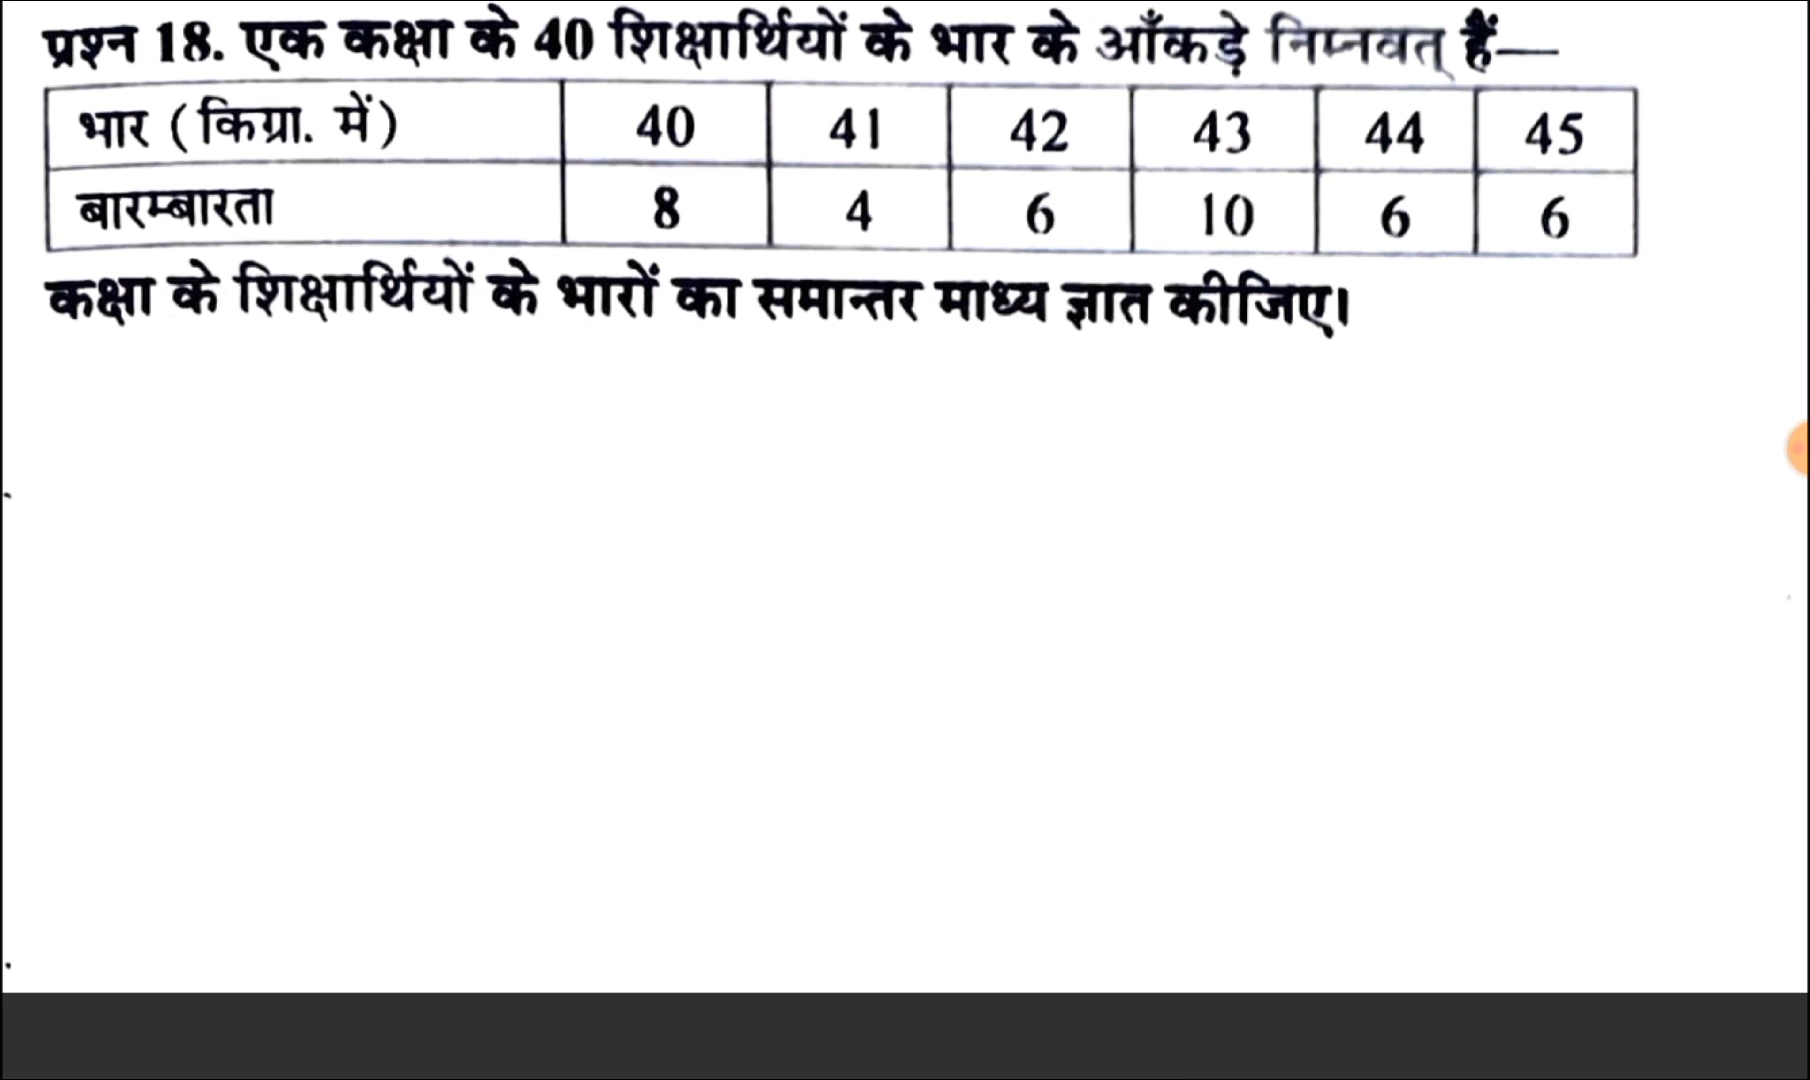 प्रश्न 18. एक कक्षा के 40 शिक्षार्थियों के भार के आँकड़े निम्नवत् हैं—
भार (किग्रा. में) 40 41 42 43 44 45
बारम्बारता 8 4 6 10 6 6
कक्षा के शिक्षार्थियों के भारों का समान्तर माध्य ज्ञात कीजिए।